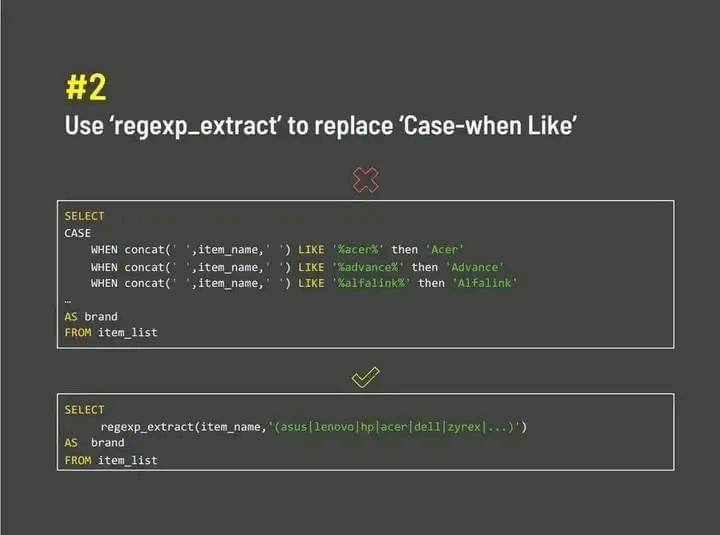 #2
Use ‘regexp_extract’ to replace ‘Case-when Like’
SELECT
CASE
WHEN concat(' ',item_name,' ') LIKE '%acer%' then 'Acer'
WHEN concat(' ',item_name,' ') LIKE '%advance%' then 'Advance'
WHEN concat(' ',item_name,' ') LIKE '%alfalink%' then 'Alfalink'
…
AS brand
FROM item_list
SELECT
regexp_extract(item_name,'(asus|lenovo|hp|acer|dell|zyrex|...)')
AS brand
FROM item_list